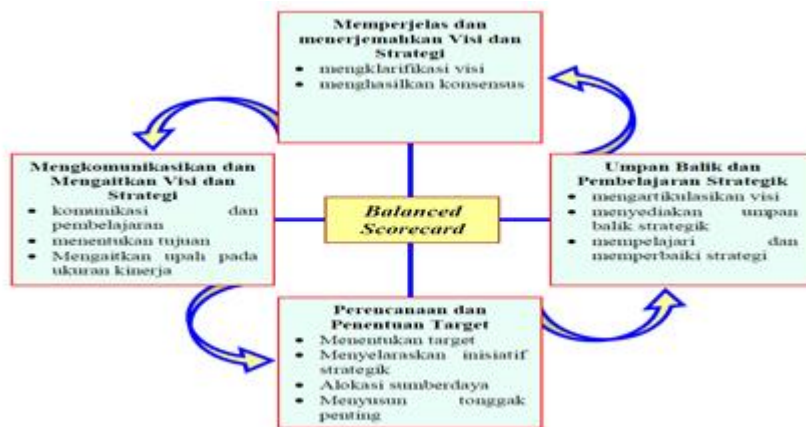 Memperjelas dan
menerjemahkan Visi dan
Strategi
• mengklarifikasi visi
• menghasilkan konsensus
Mengkomunikasikan dan
Mengaitkan Visi dan
Strategi
• komunikasi dan
pembelajaran
• menentukan tujuan
• Mengaitkan upah pada
ukuran kinerja
Balanced
Scorecard
Umpan Balik dan
Pembelajaran Strategik
• mengartikulasikan visi
• menyediakan umpan
balik strategik
• mempelajari dan
memperbaiki strategi
Perencanaan dan
Penentuan Target
• Menentukan target
• Menyelaraskan inisiatif
strategik
• Alokasi sumberdaya
• Menyusun tonggak
penting